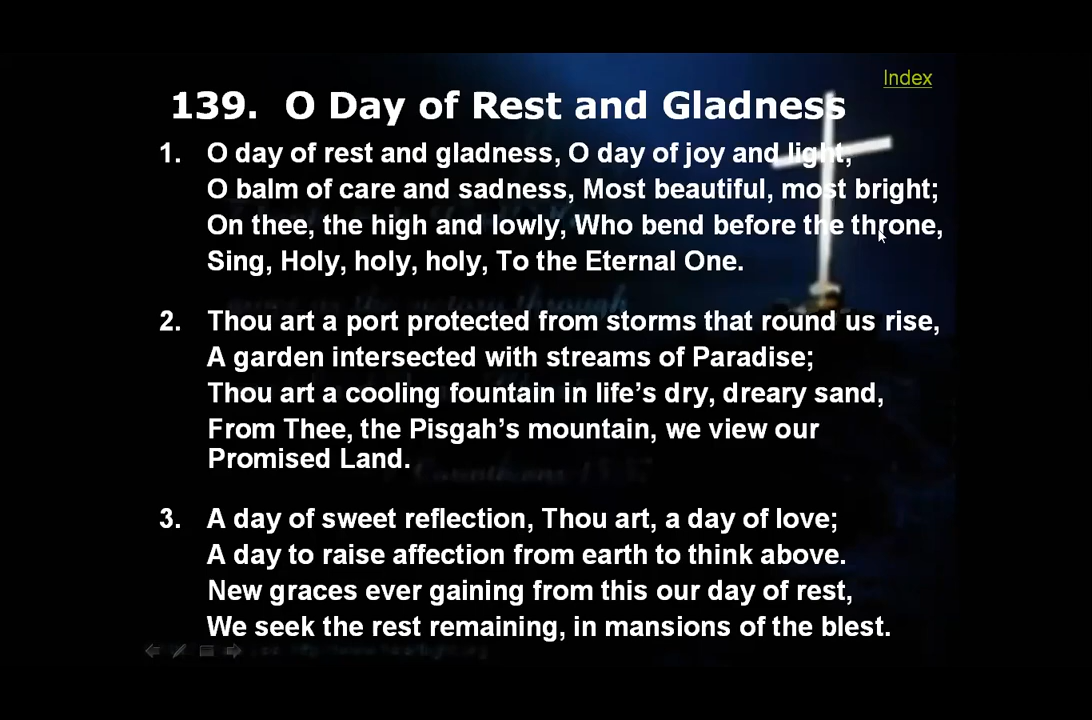 Index
139. O Day of Rest and Gladness
1. O day of rest and gladness, O day of joy and light;
O balm of care and sadness, Most beautiful, most bright;
On thee, the high and lowly, Who bend before the throne,
Sing, Holy, holy, holy, To the Eternal One.
2. Thou art a port protected from storms that round us rise,
A garden intersected with streams of Paradise;
Thou art a cooling fountain in life's dry, dreary sand,
From Thee, the Pisgah's mountain, we view our
Promised Land.
3. A day of sweet reflection, Thou art, a day of love;
A day to raise affection from earth to think above.
New graces ever gaining from this our day of rest,
We seek the rest remaining, in mansions of the blest.